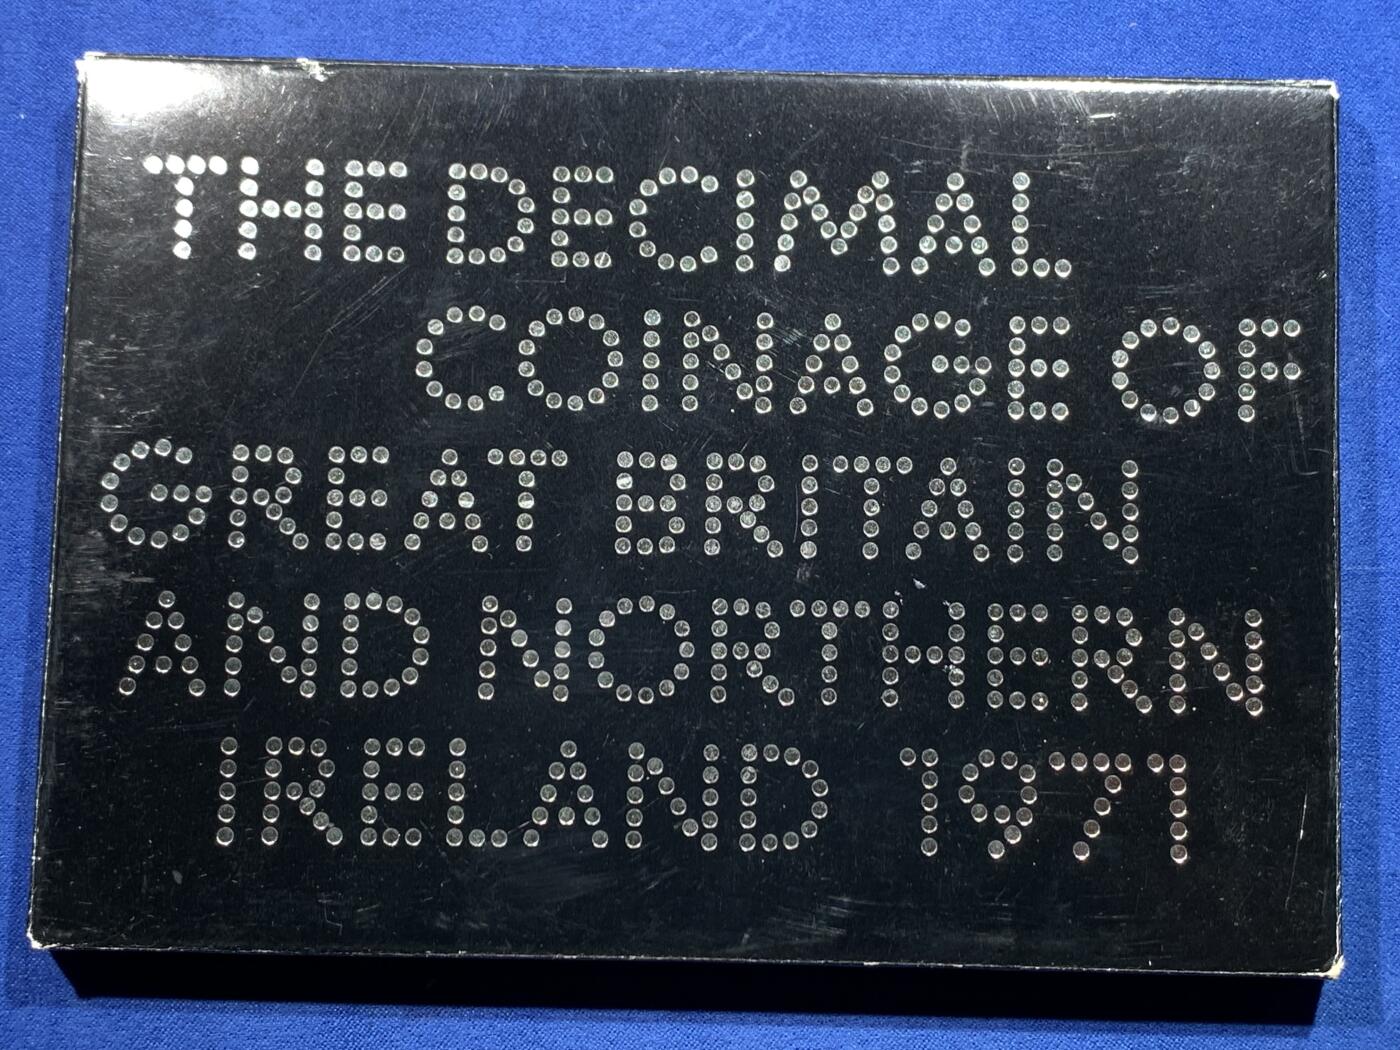 THE DECIMAL
COINAGE OF
GREAT BRITAIN
AND NORTHERN
IRELAND 1971